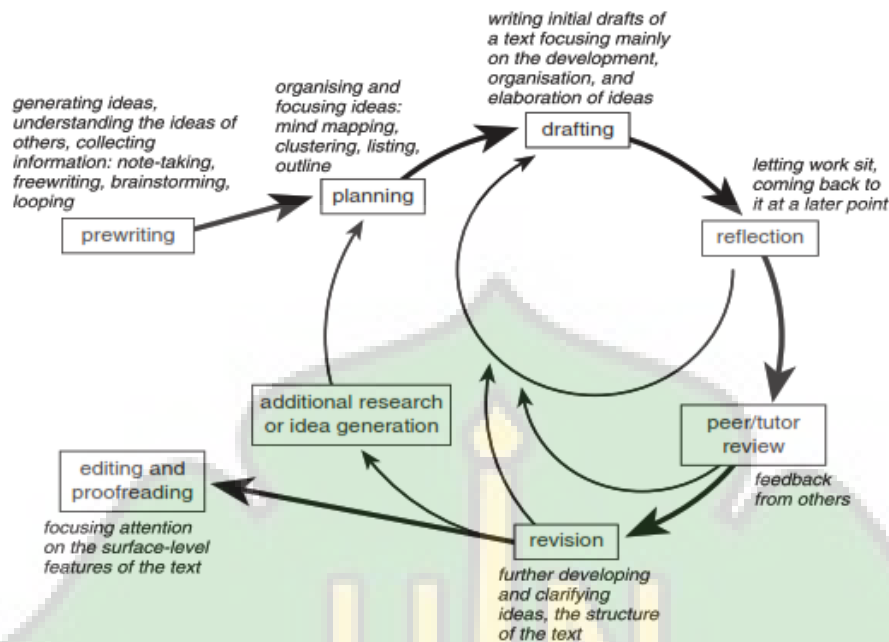 generating ideas,
understanding the ideas of
others, collecting
information: note-taking,
freewriting, brainstorming,
looping
prewriting
organising and
focusing ideas:
mind mapping,
clustering, listing,
outline
planning
writing initial drafts of
a text focusing mainly
on the development,
organisation, and
elaboration of ideas
drafting
letting work sit,
coming back to
it at a later point
reflection
peer/tutor
review
feedback
from others
revision
further developing
and clarifying
ideas, the structure
of the text
additional research
or idea generation
editing and
proofreading
focusing attention
on the surface-level
features of the text